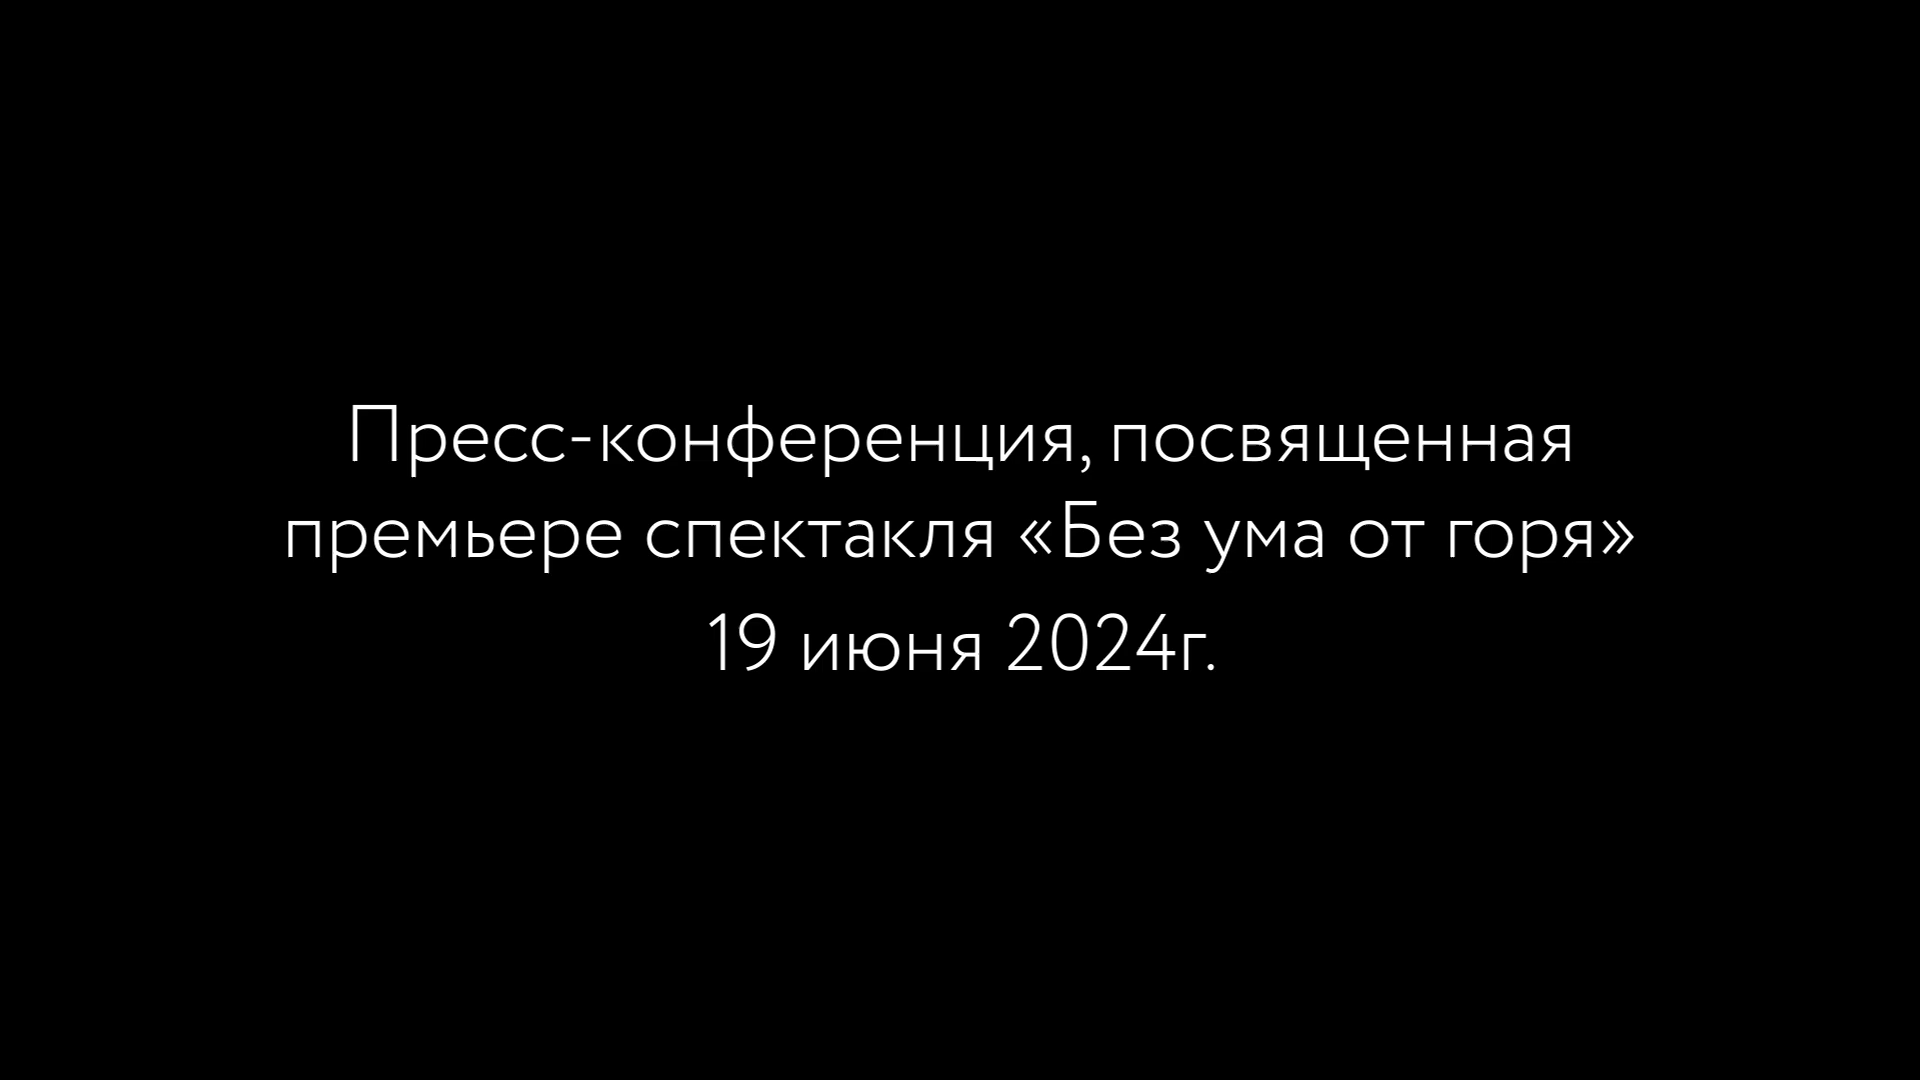 Пресс-конференция, посвященная
премьере спектакля «Без ума от горя»
19 июня 2024г.